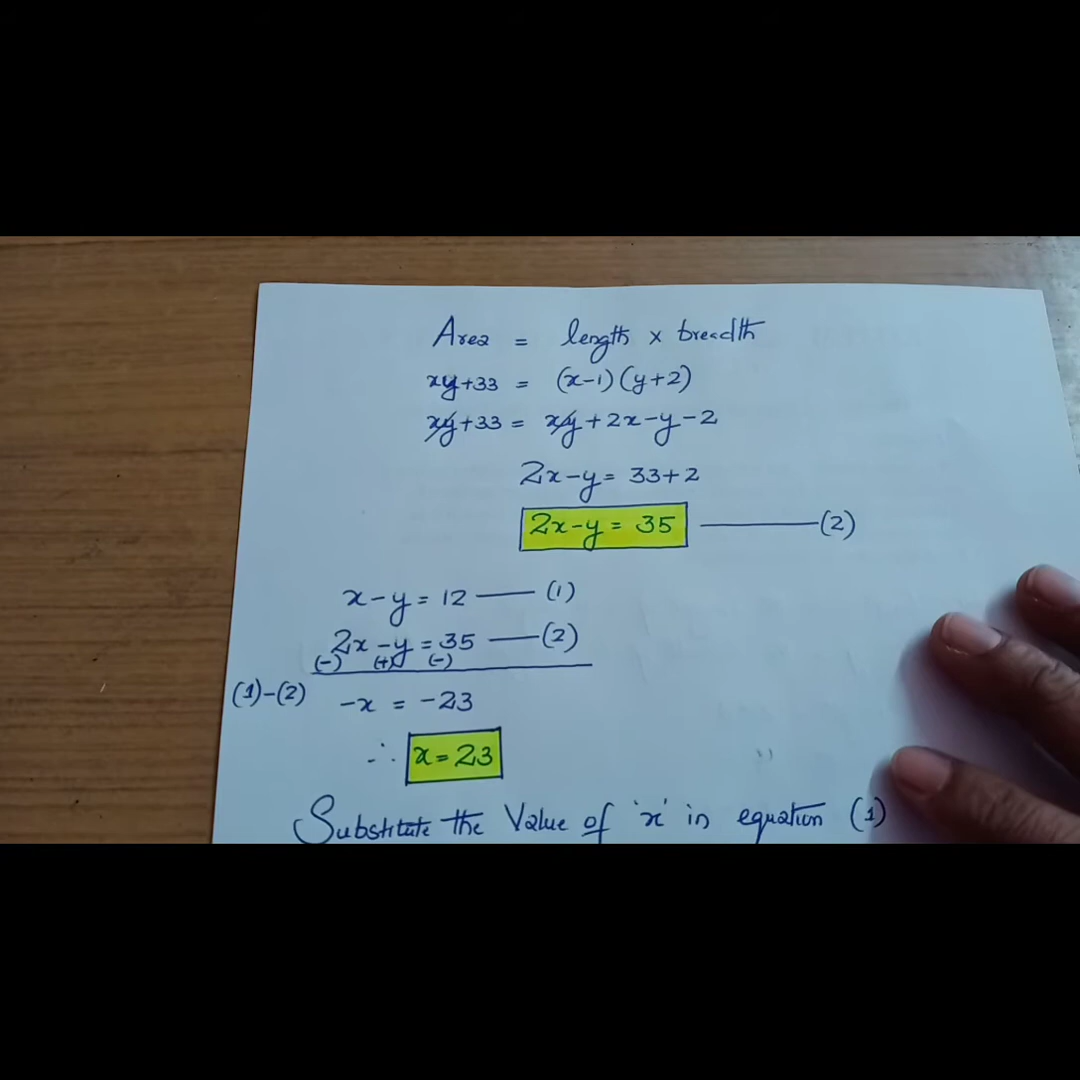 Area = length × breadth
xy+33 = (x-1)(y+2)
xy+33 = xy+2x-y-2
2x-y = 33+2
2x-y = 35 ——— (2)
x-y = 12 —— (1)
2x-y = 35 —— (2)
(-) (+) (-)
(1)-(2) -x = -23
∴ x = 23
Substitute the Value of 'x' in equation (1)